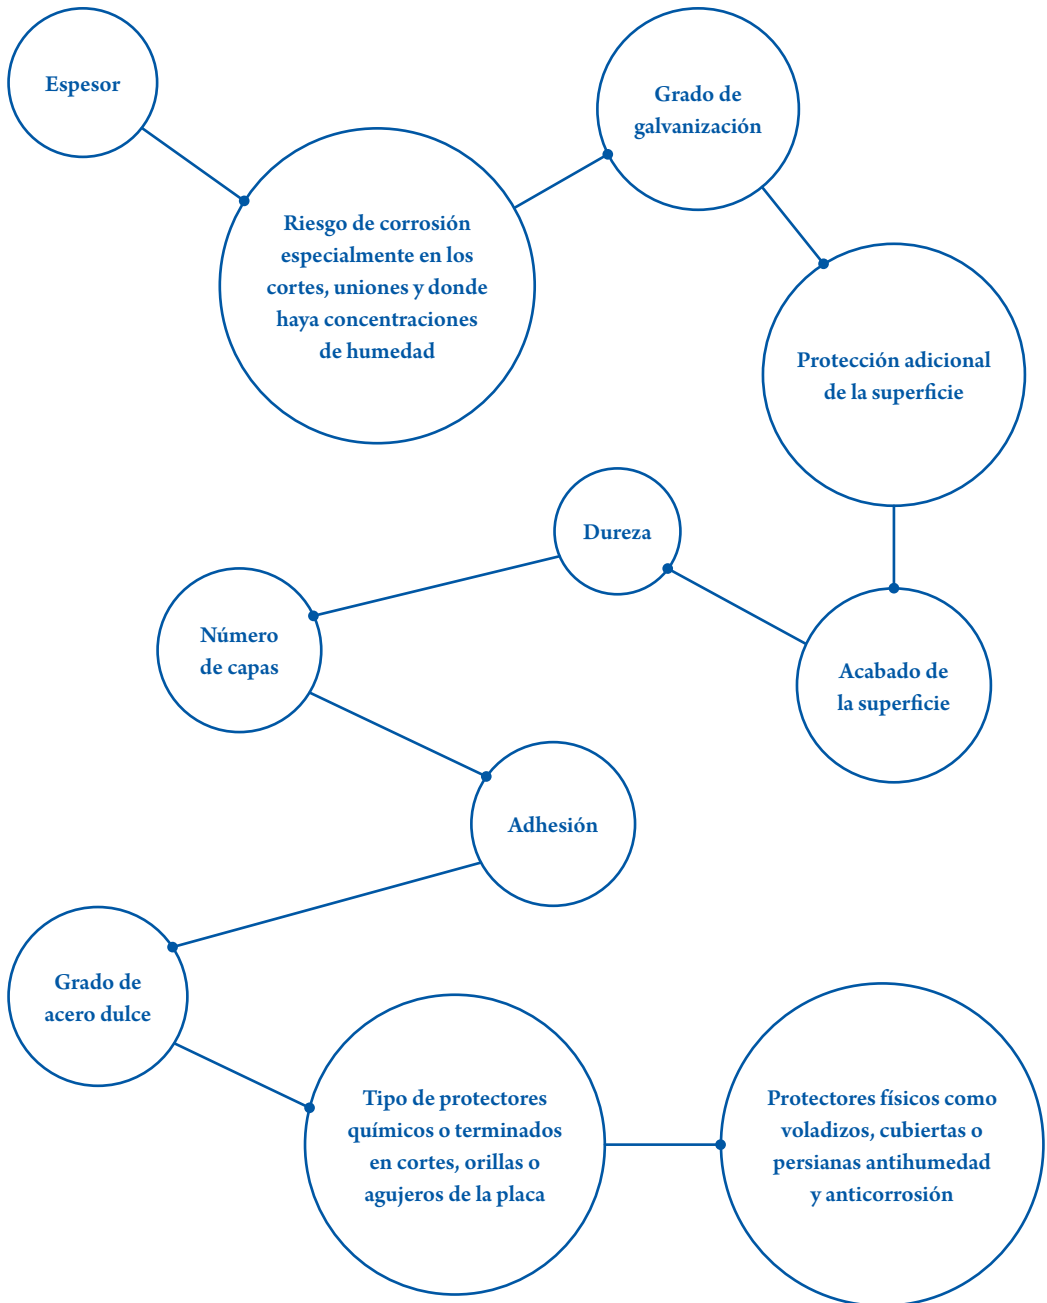 Espesor
Riesgo de corrosión
especialmente en los
cortes, uniones y donde
haya concentraciones
de humedad
Grado de
galvanización
Protección adicional
de la superficie
Acabado de
la superficie
Dureza
Número
de capas
Adhesión
Grado de
acero dulce
Tipo de protectores
químicos o terminados
en cortes, orillas o
agujeros de la placa
Protectores físicos como
voladizos, cubiertas o
persianas antihumedad
y anticorrosión